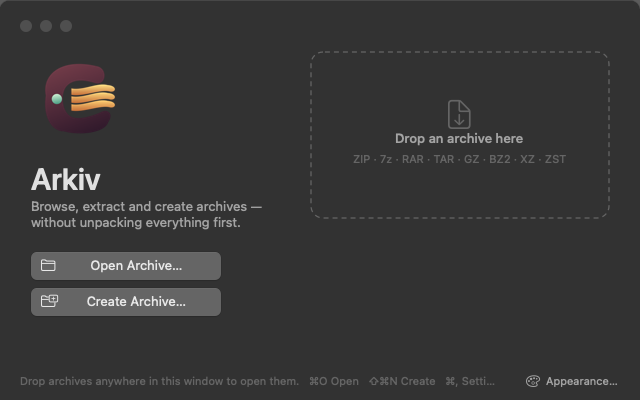 Drop an archive here
ZIP · 7z · RAR · TAR · GZ · BZ2 · XZ · ZST
Arkiv
Browse, extract and create archives —
without unpacking everything first.
Open Archive...
Create Archive...
Drop archives anywhere in this window to open them. ⌘O Open ⇧⌘N Create ⌘, Setti... Appearance...